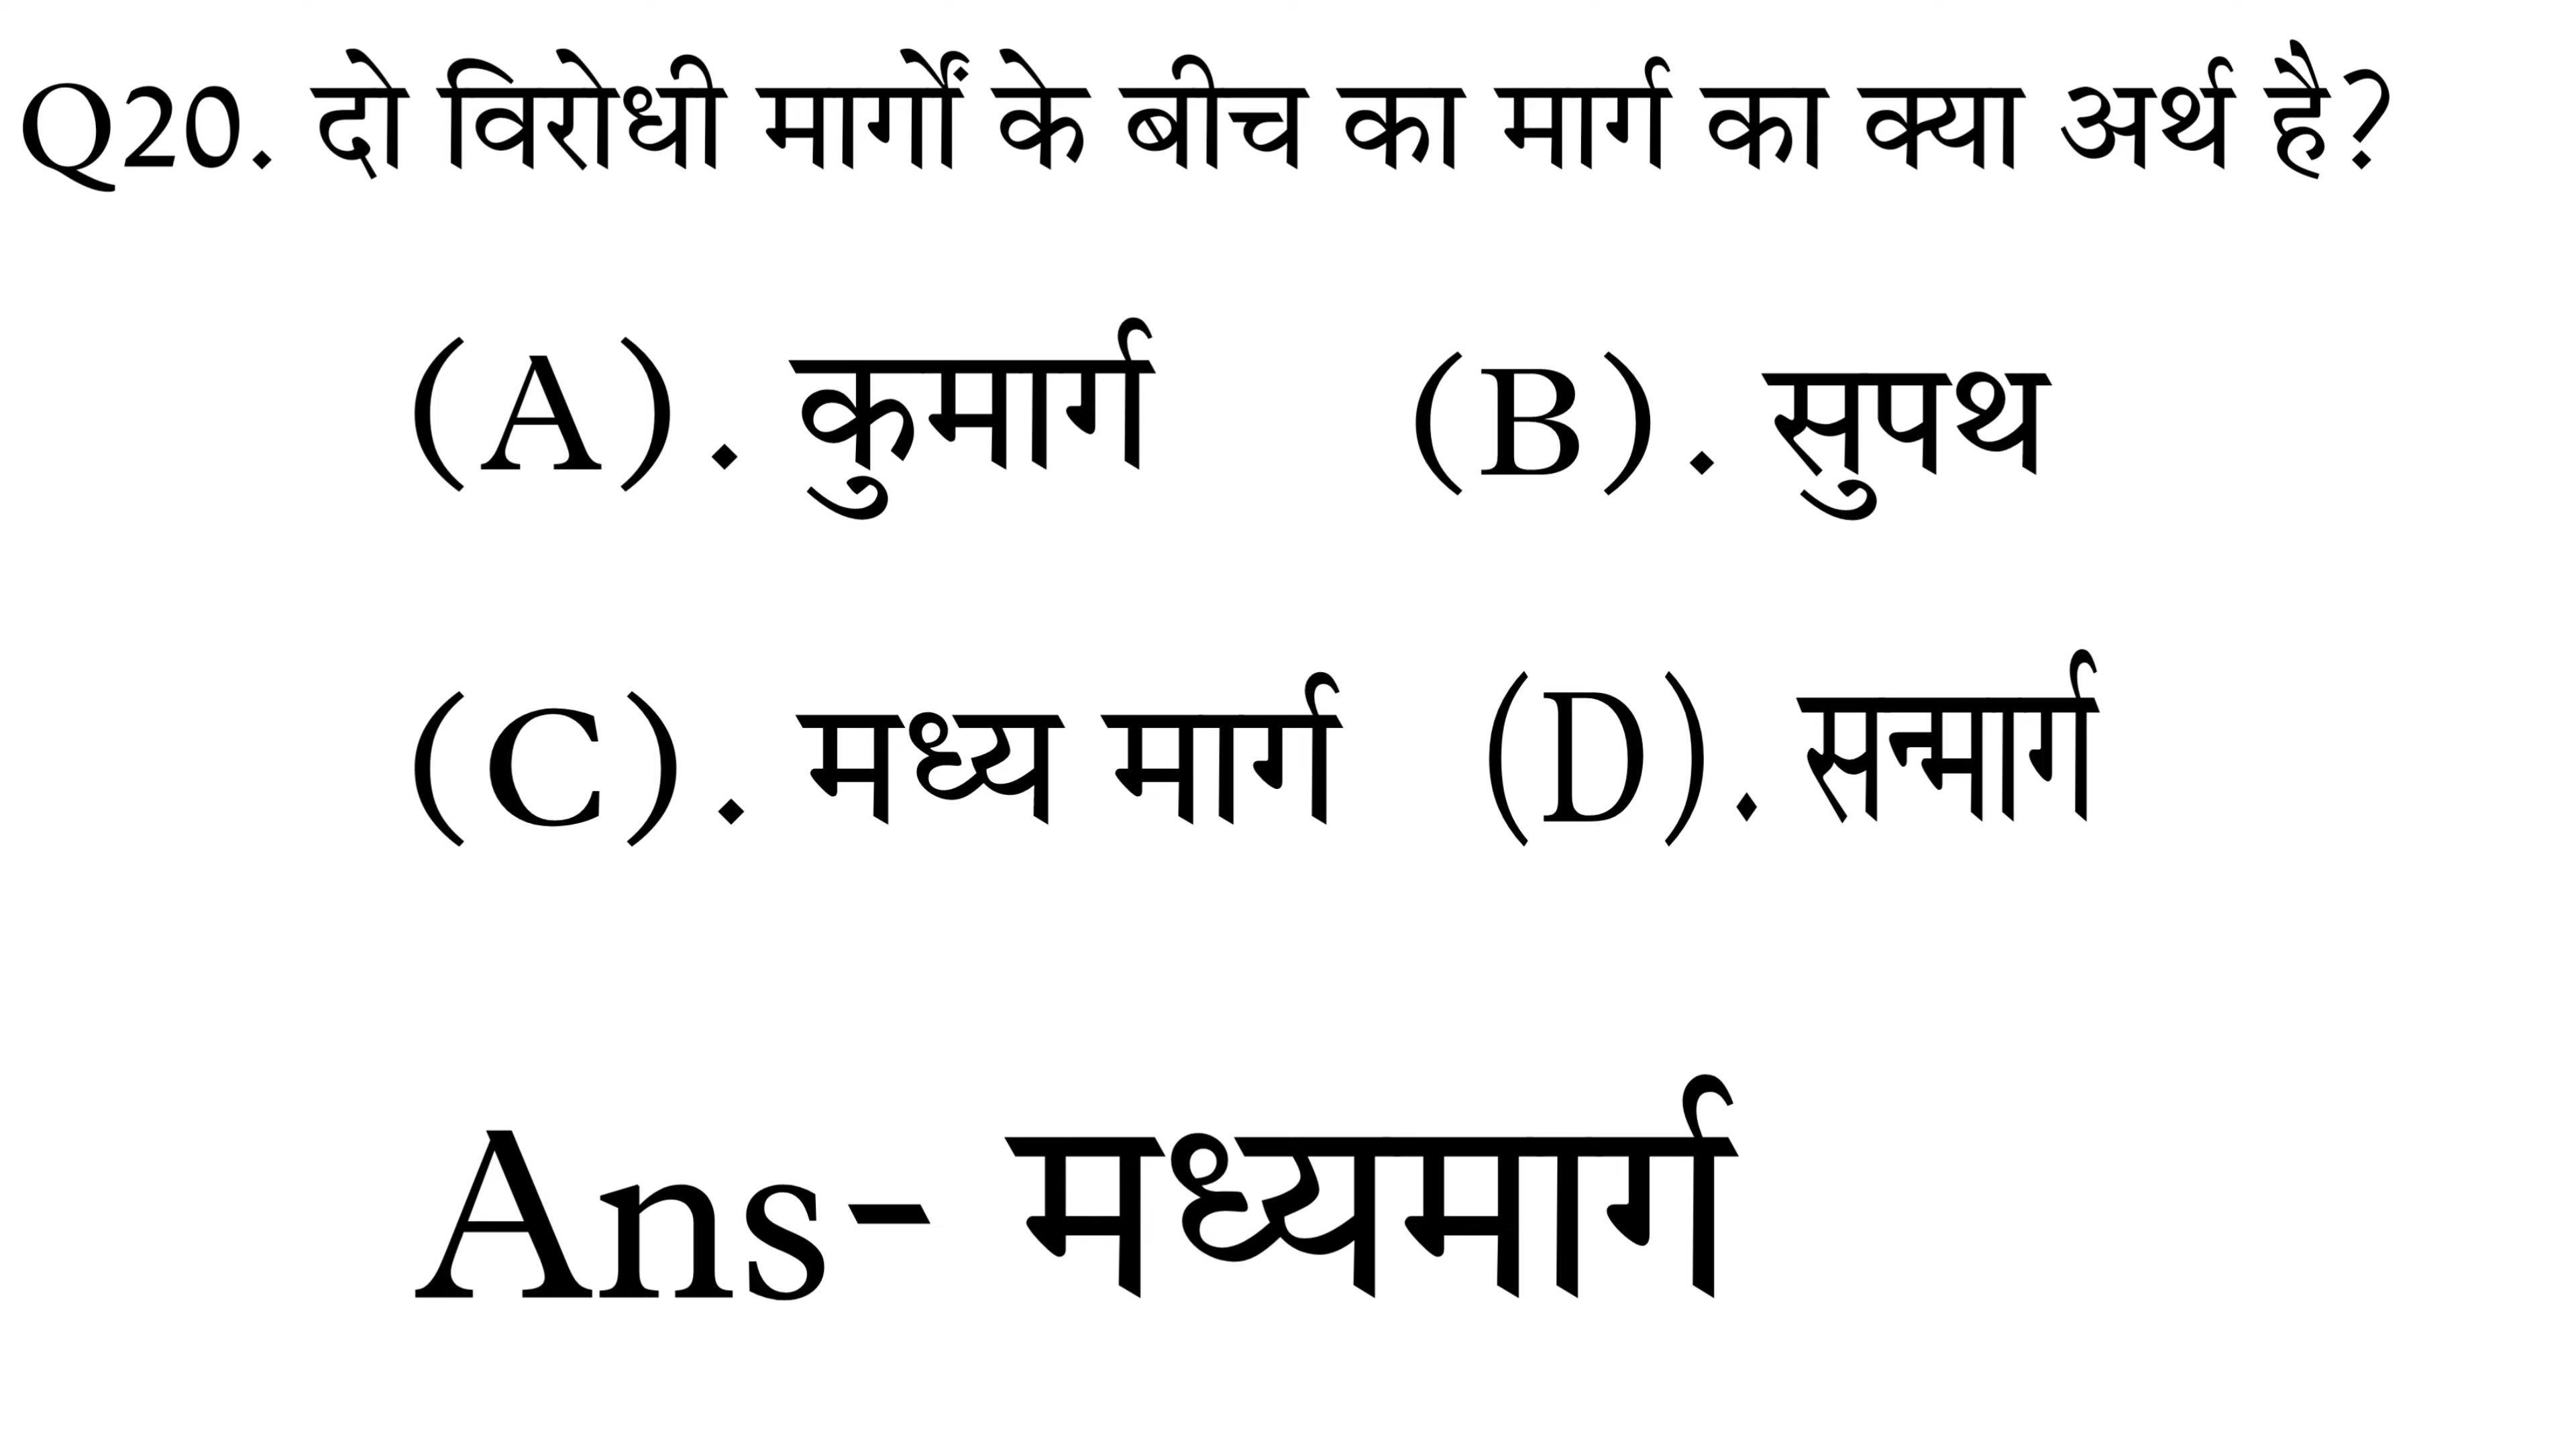 Q20. दो विरोधी मार्गों के बीच का मार्ग का क्या अर्थ है?
(A). कुमार्ग (B). सुपथ
(C). मध्य मार्ग (D). सन्मार्ग
Ans- मध्यमार्ग